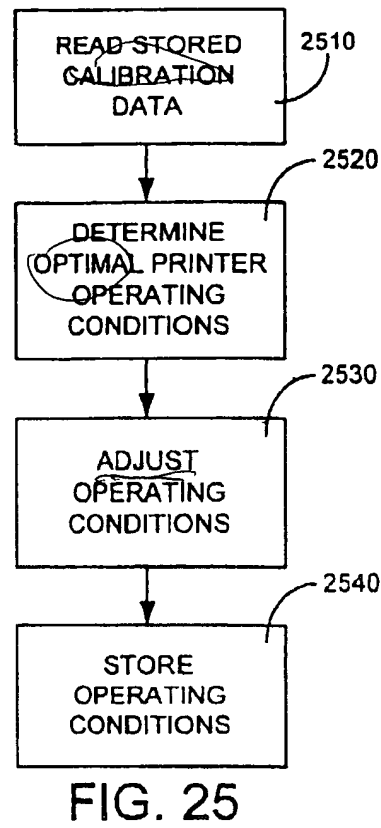 READ STORED
CALIBRATION
DATA
2510
2520
DETERMINE
OPTIMAL PRINTER
OPERATING
CONDITIONS
2530
ADJUST
OPERATING
CONDITIONS
2540
STORE
OPERATING
CONDITIONS
FIG. 25